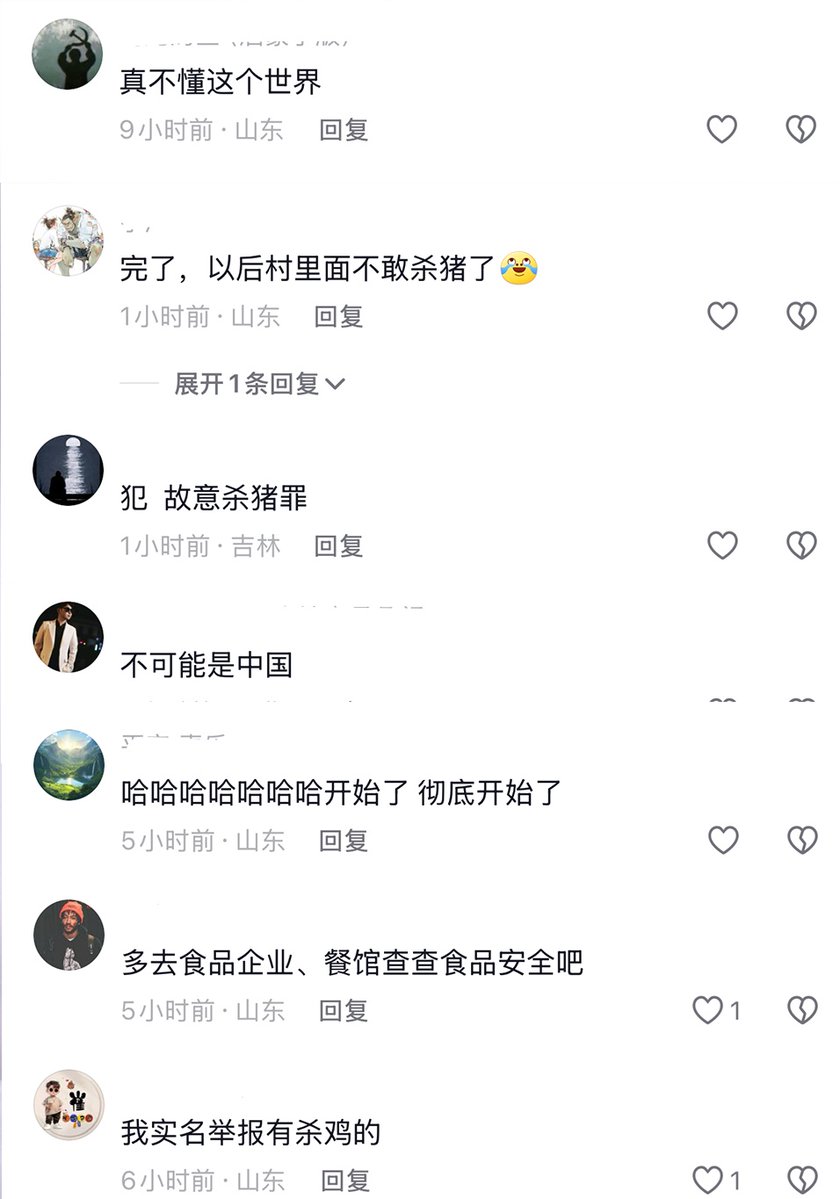 真不懂这个世界
9小时前·山东 回复
完了，以后村里面不敢杀猪了
1小时前·山东 回复
展开1条回复
犯 故意杀猪罪
1小时前·吉林 回复
不可能是中国
哈哈哈哈哈哈哈开始了 彻底开始了
5小时前·山东 回复
多去食品企业、餐馆查查食品安全吧
5小时前·山东 回复
1
我实名举报有杀鸡的
6小时前·山东 回复
1